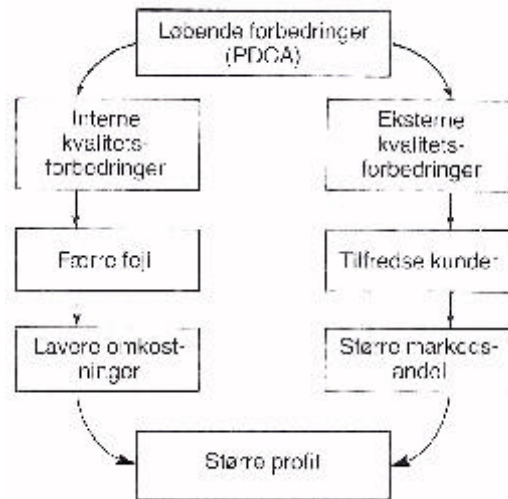 Løbende forbedringer
(PDCA)
Interne
kvalitets-
forbedringer
Eksterne
kvalitets-
forbedringer
Færre fejl
Tilfredse kunder
Lavere omkost-
ninger
Større markeds-
andel
Større profit